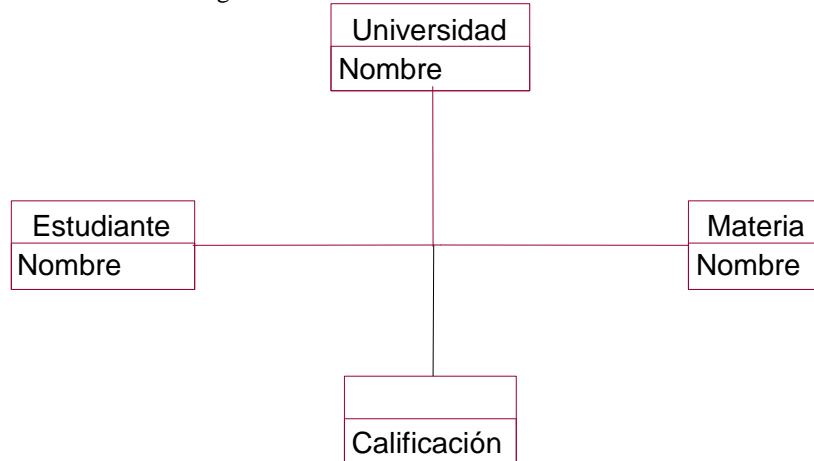 Universidad
Nombre
Estudiante
Nombre
Materia
Nombre
Calificación